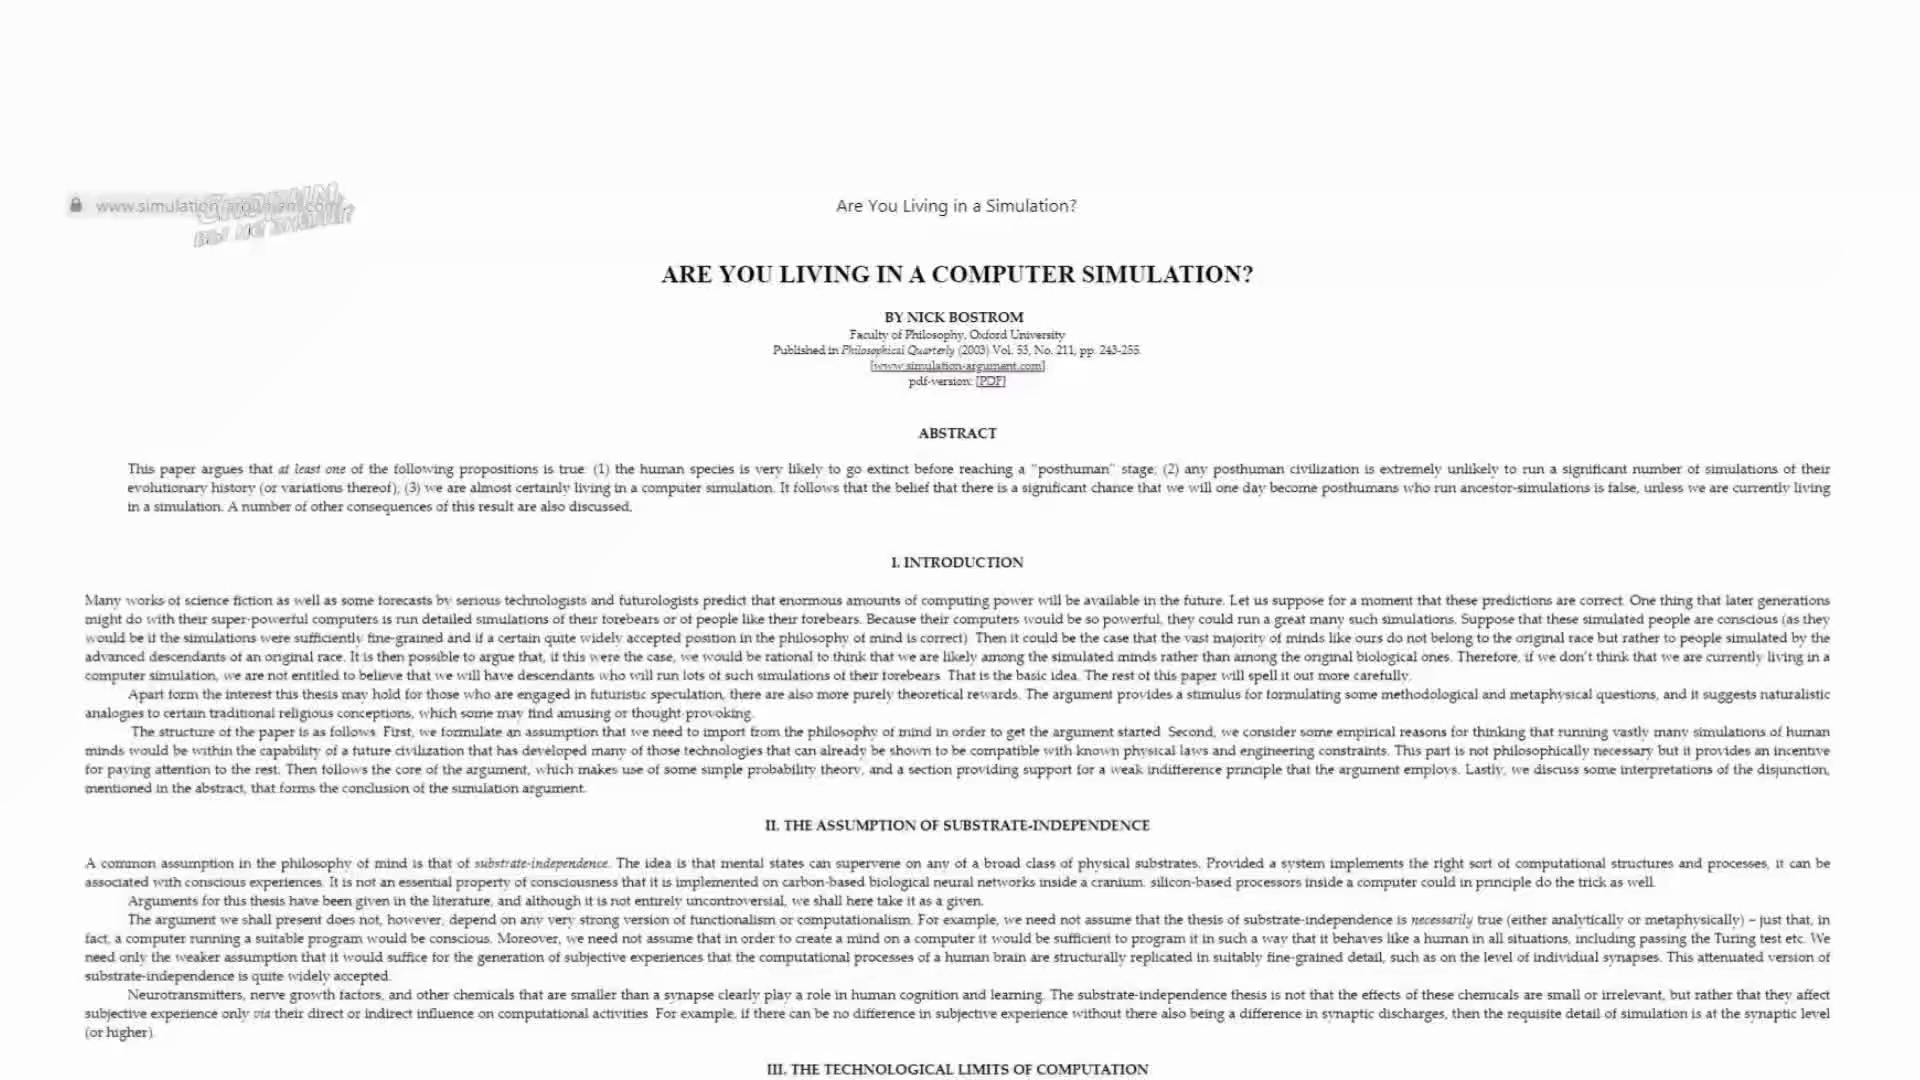 www.simulation-argument.com
Are You Living in a Simulation?
ARE YOU LIVING IN A COMPUTER SIMULATION?
BY NICK BOSTROM
Faculty of Philosophy, Oxford University
Published in Philosophical Quarterly (2003) Vol. 53, No. 211, pp. 243-255.
[www.simulation-argument.com]
pdf-version: [PDF]
ABSTRACT
This paper argues that at least one of the following propositions is true: (1) the human species is very likely to go extinct before reaching a “posthuman” stage; (2) any posthuman civilization is extremely unlikely to run a significant number of simulations of their
evolutionary history (or variations thereof); (3) we are almost certainly living in a computer simulation. It follows that the belief that there is a significant chance that we will one day become posthumans who run ancestor-simulations is false, unless we are currently living
in a simulation. A number of other consequences of this result are also discussed.
I. INTRODUCTION
Many works of science fiction as well as some forecasts by serious technologists and futurologists predict that enormous amounts of computing power will be available in the future. Let us suppose for a moment that these predictions are correct. One thing that later generations
might do with their super-powerful computers is run detailed simulations of their forebears or of people like their forebears. Because their computers would be so powerful, they could run a great many such simulations. Suppose that these simulated people are conscious (as they
would be if the simulations were sufficiently fine-grained and if a certain quite widely accepted position in the philosophy of mind is correct). Then it could be the case that the vast majority of minds like ours do not belong to the original race but rather to people simulated by the
advanced descendants of an original race. It is then possible to argue that, if this were the case, we would be rational to think that we are likely among the simulated minds rather than among the original biological ones. Therefore, if we don’t think that we are currently living in a
computer simulation, we are not entitled to believe that we will have descendants who will run lots of such simulations of their forebears. That is the basic idea. The rest of this paper will spell it out more carefully.
Apart form the interest this thesis may hold for those who are engaged in futuristic speculation, there are also more purely theoretical rewards. The argument provides a stimulus for formulating some methodological and metaphysical questions, and it suggests naturalistic
analogies to certain traditional religious conceptions, which some may find amusing or thought-provoking.
The structure of the paper is as follows. First, we formulate an assumption that we need to import from the philosophy of mind in order to get the argument started. Second, we consider some empirical reasons for thinking that running vastly many simulations of human
minds would be within the capability of a future civilization that has developed many of those technologies that can already be shown to be compatible with known physical laws and engineering constraints. This part is not philosophically necessary but it provides an incentive
for paying attention to the rest. Then follows the core of the argument, which makes use of some simple probability theory, and a section providing support for a weak indifference principle that the argument employs. Lastly, we discuss some interpretations of the disjunction,
mentioned in the abstract, that forms the conclusion of the simulation argument.
II. THE ASSUMPTION OF SUBSTRATE-INDEPENDENCE
A common assumption in the philosophy of mind is that of substrate-independence. The idea is that mental states can supervene on any of a broad class of physical substrates. Provided a system implements the right sort of computational structures and processes, it can be
associated with conscious experiences. It is not an essential property of consciousness that it is implemented on carbon-based biological neural networks inside a cranium: silicon-based processors inside a computer could in principle do the trick as well.
Arguments for this thesis have been given in the literature, and although it is not entirely uncontroversial, we shall here take it as a given.
The argument we shall present does not, however, depend on any very strong version of functionalism or computationalism. For example, we need not assume that the thesis of substrate-independence is necessarily true (either analytically or metaphysically) – just that, in
fact, a computer running a suitable program would be conscious. Moreover, we need not assume that in order to create a mind on a computer it would be sufficient to program it in such a way that it behaves like a human in all situations, including passing the Turing test etc. We
need only the weaker assumption that it would suffice for the generation of subjective experiences that the computational processes of a human brain are structurally replicated in suitably fine-grained detail, such as on the level of individual synapses. This attenuated version of
substrate-independence is quite widely accepted.
Neurotransmitters, nerve growth factors, and other chemicals that are smaller than a synapse clearly play a role in human cognition and learning. The substrate-independence thesis is not that the effects of these chemicals are small or irrelevant, but rather that they affect
subjective experience only via their direct or indirect influence on computational activities. For example, if there can be no difference in subjective experience without there also being a difference in synaptic discharges, then the requisite detail of simulation is at the synaptic level
(or higher).
III. THE TECHNOLOGICAL LIMITS OF COMPUTATION